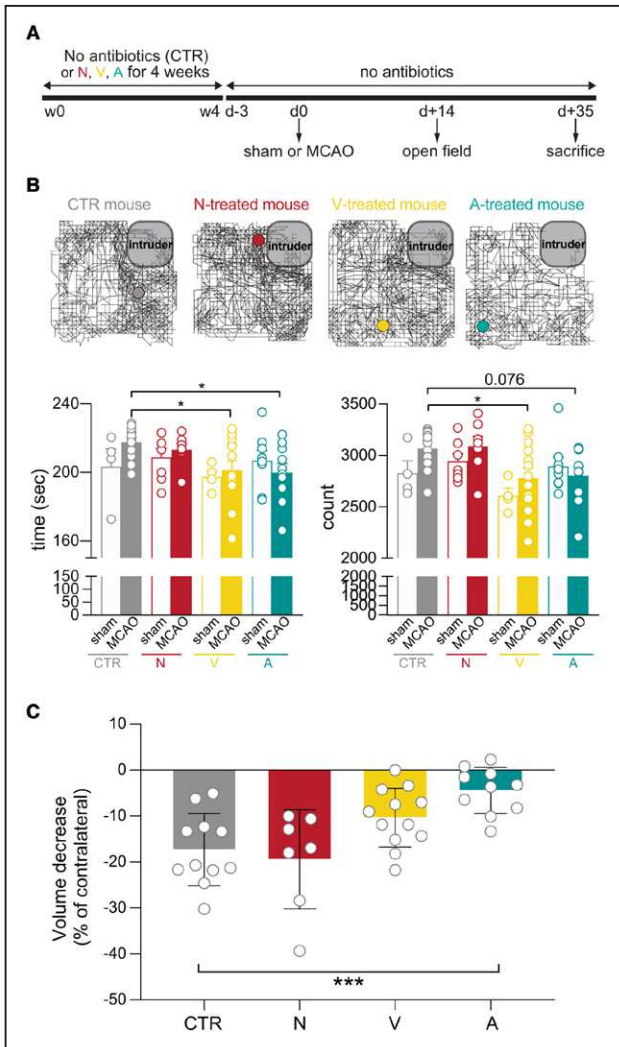 A
No antibiotics (CTR)
or N, V, A for 4 weeks
no antibiotics
w0 w4 d-3 d0 d+14 d+35
sham or MCAO open field sacrifice
B
CTR mouse N-treated mouse V-treated mouse A-treated mouse
intruder intruder intruder intruder
* 0.076
* *
240 3500
200 3000
2500
160 2000
150 2000
100 1500
50 1000
500
0 0
time (sec) count
sham MCAO sham MCAO sham MCAO sham MCAO sham MCAO sham MCAO sham MCAO sham MCAO
CTR N V A CTR N V A
C
10
0
-10
-20
-30
-40
-50
Volume decrease
(% of contralateral)
***
CTR N V A